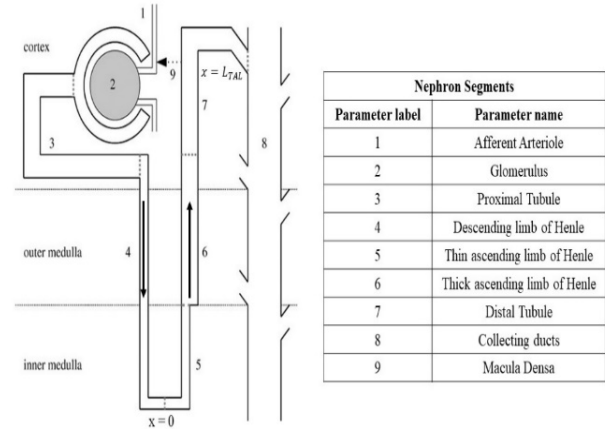 1
cortex
2
9
x = L_TAL
3
7
8
outer medulla
4
6
inner medulla
5
x = 0
Nephron Segments
Parameter label Parameter name
1 Afferent Arteriole
2 Glomerulus
3 Proximal Tubule
4 Descending limb of Henle
5 Thin ascending limb of Henle
6 Thick ascending limb of Henle
7 Distal Tubule
8 Collecting ducts
9 Macula Densa